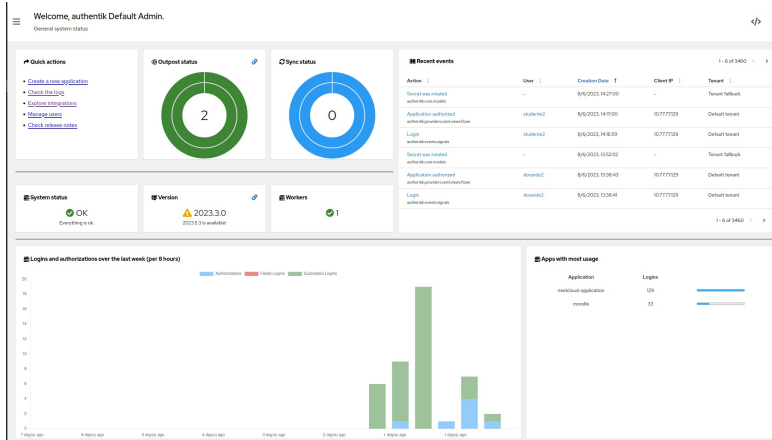 Welcome, authentik Default Admin.
General system status
Quick actions
Create a new application
Check the logs
Explore integrations
Manage users
Check release notes
Outpost status
2
Sync status
0
Recent events
1 - 6 of 3460
Action User Creation Date Client IP Tenant
Secret was rotated - 8/6/2023, 14:27:00 - Tenant fallback
authentik.core.models
Application authorized studente2 8/6/2023, 14:17:00 10.77.77.129 Default tenant
authentik.providers.saml.views.flows
Login studente2 8/6/2023, 14:16:59 10.77.77.129 Default tenant
authentik.events.signals
Secret was rotated - 8/6/2023, 13:52:02 - Tenant fallback
authentik.core.models
Application authorized docente2 8/6/2023, 13:38:43 10.77.77.129 Default tenant
authentik.providers.saml.views.flows
Login docente2 8/6/2023, 13:38:41 10.77.77.129 Default tenant
authentik.events.signals
1 - 6 of 3460
System status
OK
Everything is ok.
Version
2023.3.0
2023.5.3 is available!
Workers
1
Logins and authorizations over the last week (per 8 hours)
Authorizations Failed Logins Successful Logins
20
18
16
14
12
10
8
6
4
2
0
7 day(s) ago 6 day(s) ago 5 day(s) ago 4 day(s) ago 3 day(s) ago 2 day(s) ago 1 day(s) ago 1 day(s) ago
Apps with most usage
Application Logins
nextcloud-application 129
moodle 33